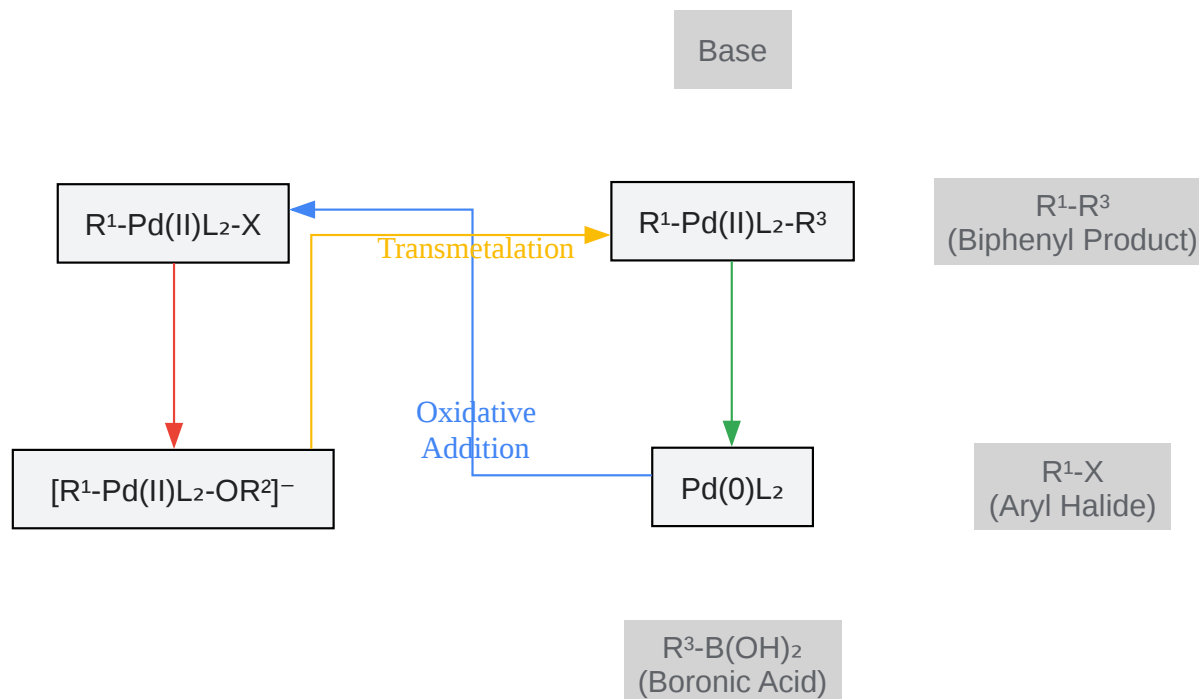 Base
R¹-Pd(II)L₂-X
R¹-Pd(II)L₂-R³
R¹-R³
(Biphenyl Product)
Transmetalation
Oxidative
Addition
[R¹-Pd(II)L₂-OR²]⁻
Pd(0)L₂
R¹-X
(Aryl Halide)
R³-B(OH)₂
(Boronic Acid)